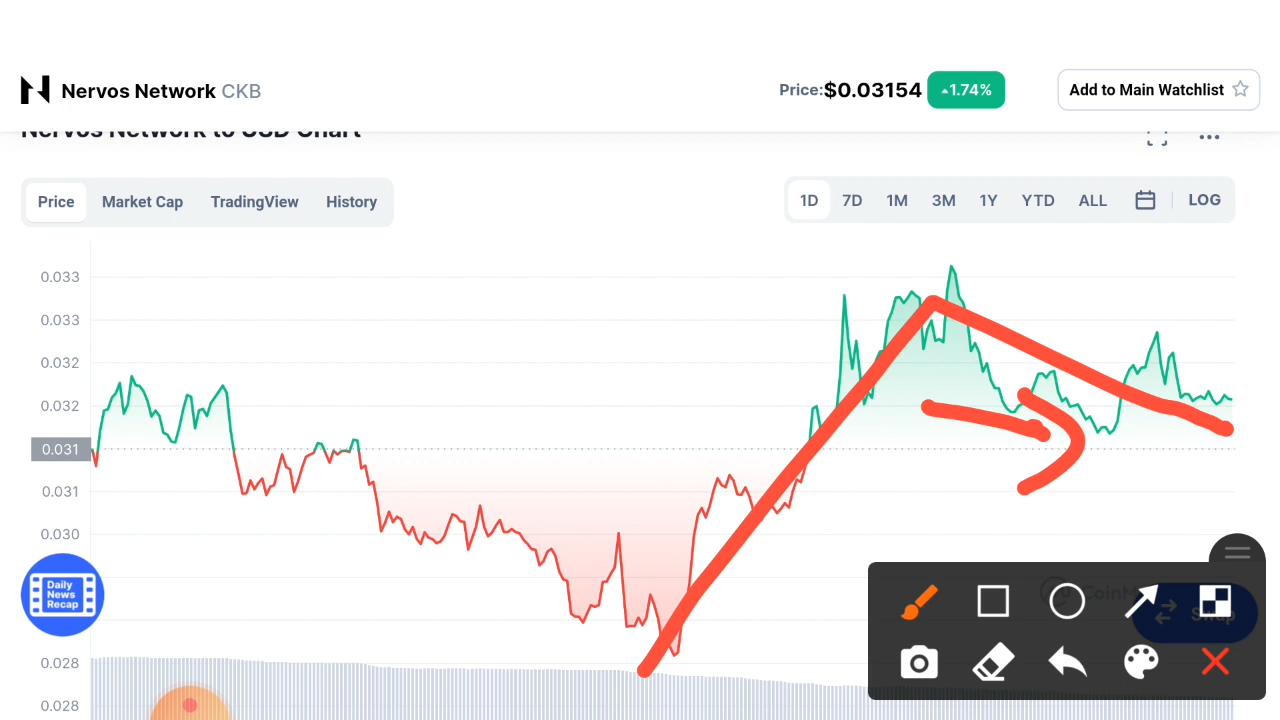 Nervos Network CKB
Price:$0.03154
1.74%
Add to Main Watchlist
Nervos Network to USD Chart
Price
Market Cap
TradingView
History
1D
7D
1M
3M
1Y
YTD
ALL
LOG
0.033
0.033
0.032
0.032
0.031
0.031
0.030
0.028
0.028
Daily
News
Recap